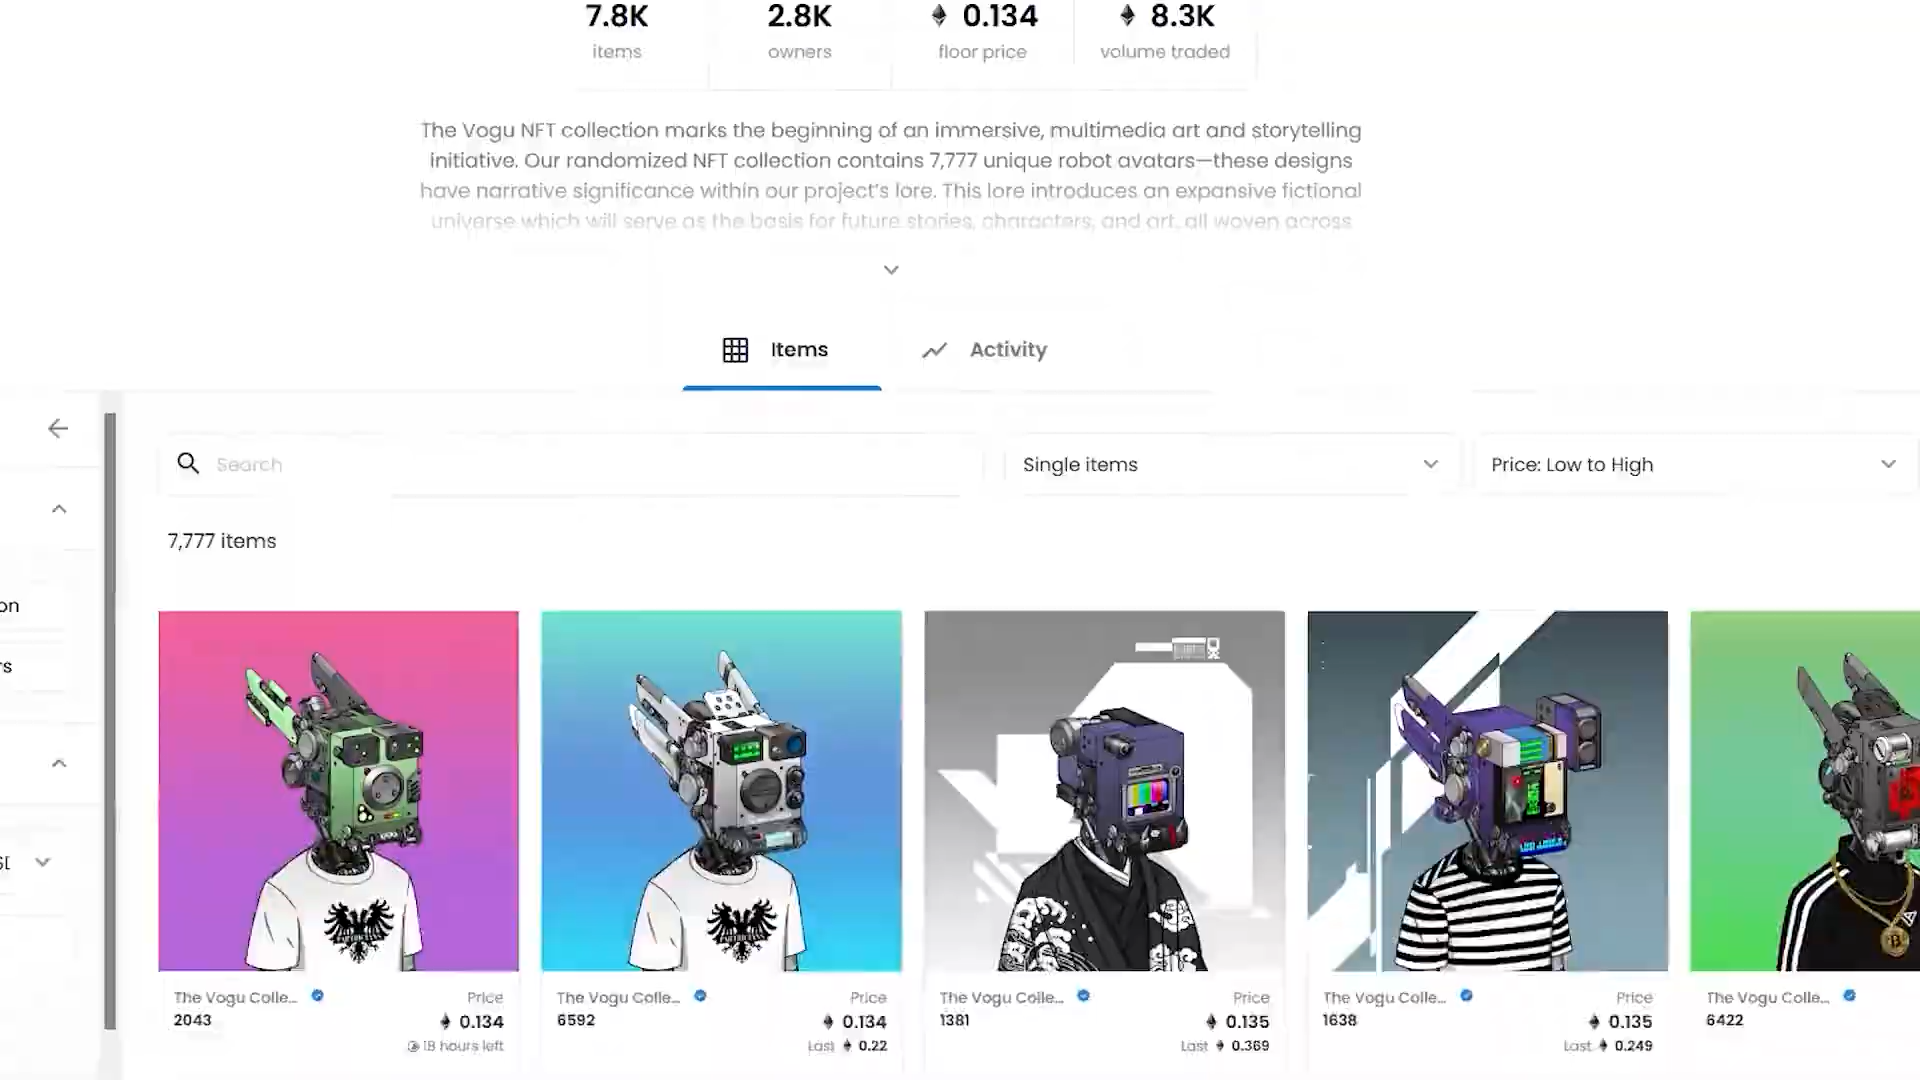 7.8K
items
2.8K
owners
0.134
floor price
8.3K
volume traded
The Vogu NFT collection marks the beginning of an immersive, multimedia art and storytelling
initiative. Our randomized NFT collection contains 7,777 unique robot avatars—these designs
have narrative significance within our project's lore. This lore introduces an expansive fictional
universe which will serve as the basis for future stories, characters, and art, all woven across
Items
Activity
Search
Single items
Price: Low to High
7,777 items
on
rs
The Vogu Colle...
Price
2043
0.134
18 hours left
The Vogu Colle...
Price
6592
0.134
Last 0.22
The Vogu Colle...
Price
1381
0.135
Last 0.369
The Vogu Colle...
Price
1638
0.135
Last 0.249
The Vogu Colle...
6422